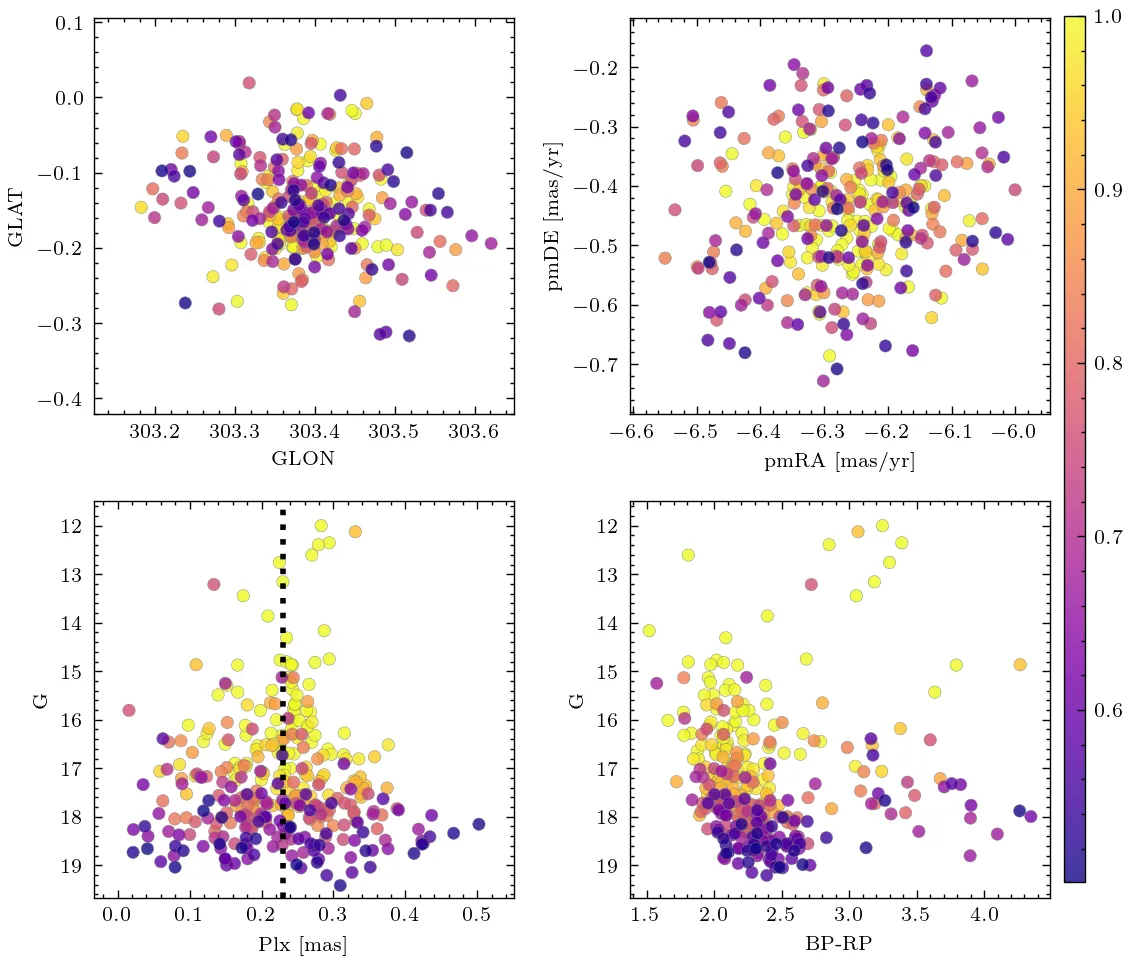 0.1
0.0
−0.1
−0.2
−0.3
−0.4
GLAT
303.2 303.3 303.4 303.5 303.6
GLON
−0.2
−0.3
−0.4
−0.5
−0.6
−0.7
pmDE [mas/yr]
−6.6 −6.5 −6.4 −6.3 −6.2 −6.1 −6.0
pmRA [mas/yr]
12
13
14
15
16
17
18
19
G
0.0 0.1 0.2 0.3 0.4 0.5
Plx [mas]
12
13
14
15
16
17
18
19
G
1.5 2.0 2.5 3.0 3.5 4.0
BP-RP
1.0
0.9
0.8
0.7
0.6